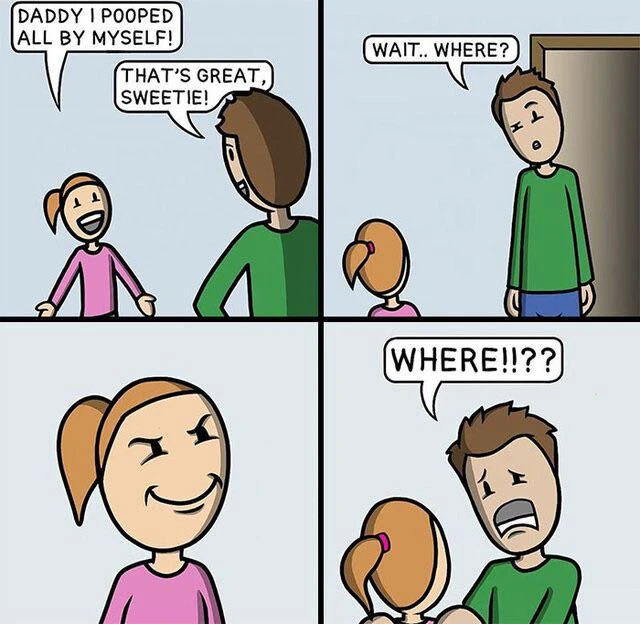 DADDY I POOPED
ALL BY MYSELF!
THAT'S GREAT,
SWEETIE!
WAIT.. WHERE?
WHERE!!??